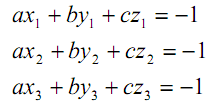 ax₁ + by₁ + cz₁ = −1
ax₂ + by₂ + cz₂ = −1
ax₃ + by₃ + cz₃ = −1